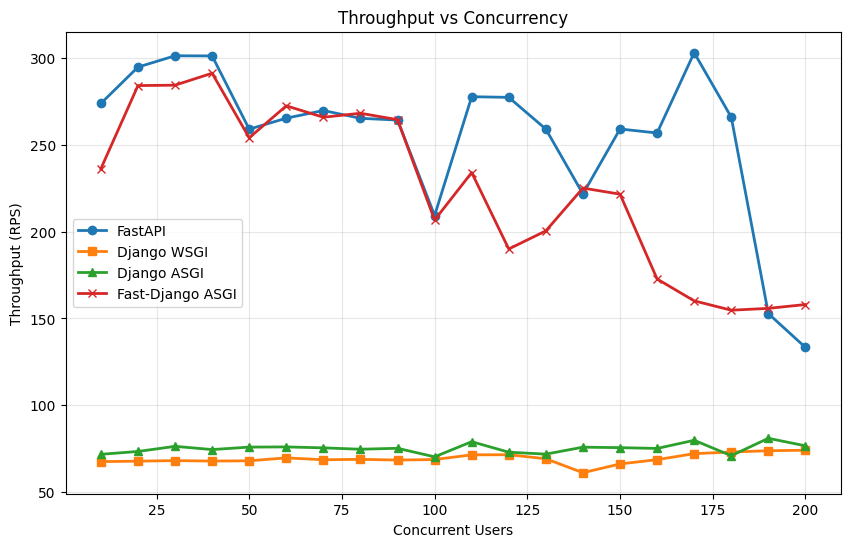 Throughput vs Concurrency
Throughput (RPS)
300
250
200
150
100
50
FastAPI
Django WSGI
Django ASGI
Fast-Django ASGI
25 50 75 100 125 150 175 200
Concurrent Users